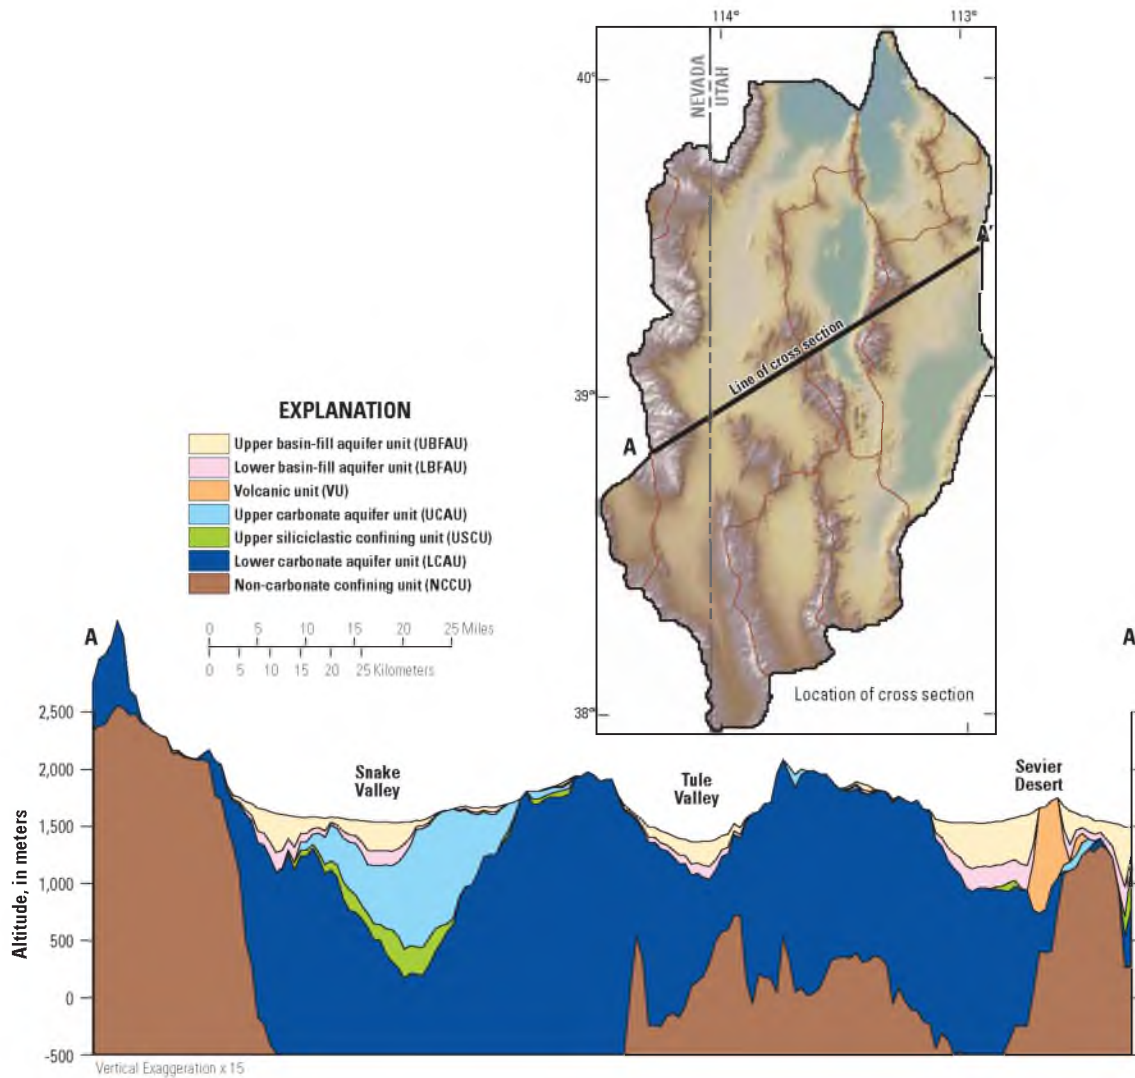 114°
113°
40°
NEVADA
UTAH
A'
Line of cross section
39°
A
Location of cross section
38°
EXPLANATION
Upper basin-fill aquifer unit (UBFAU)
Lower basin-fill aquifer unit (LBFAU)
Volcanic unit (VU)
Upper carbonate aquifer unit (UCAU)
Upper siliciclastic confining unit (USCU)
Lower carbonate aquifer unit (LCAU)
Non-carbonate confining unit (NCCU)
0 5 10 15 20 25 Miles
0 5 10 15 20 25 Kilometers
A
A
2,500
2,000
1,500
1,000
500
0
-500
Altitude, in meters
Snake
Valley
Tule
Valley
Sevier
Desert
Vertical Exaggeration x 15